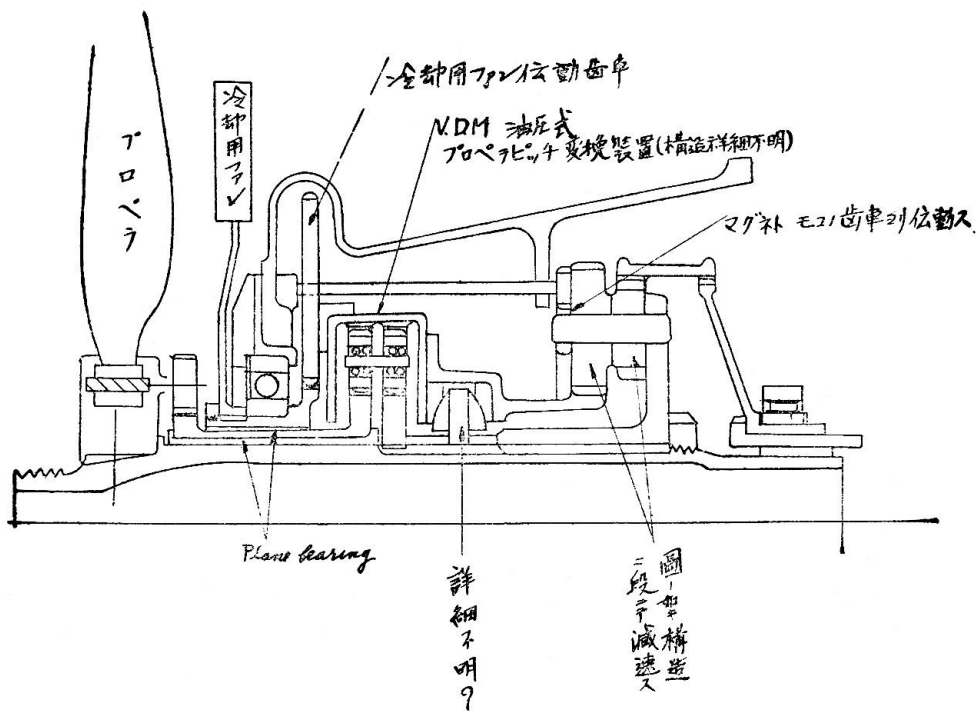 プロペラ
冷却用ファン
冷却用ファン伝動歯車
V.D.M 油圧式
プロペラピッチ変換装置(構造詳細不明)
マグネト モコノ歯車ヨリ伝動ス
Plane bearing
詳細不明?
圖ノ如キ構造
ニ段ニテ減速ス